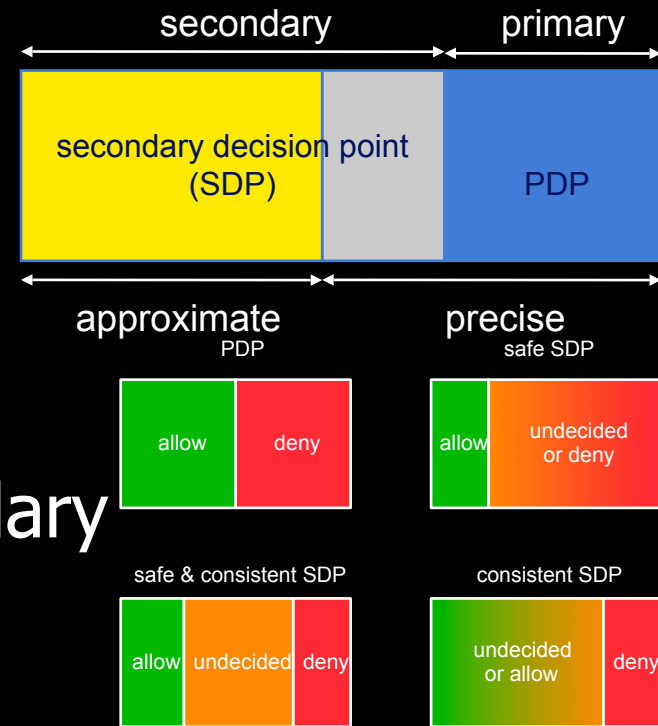 secondary
primary
secondary decision point
(SDP)
PDP
approximate
precise
PDP
safe SDP
allow
deny
allow
undecided
or deny
safe & consistent SDP
consistent SDP
allow
undecided
deny
undecided
or allow
deny